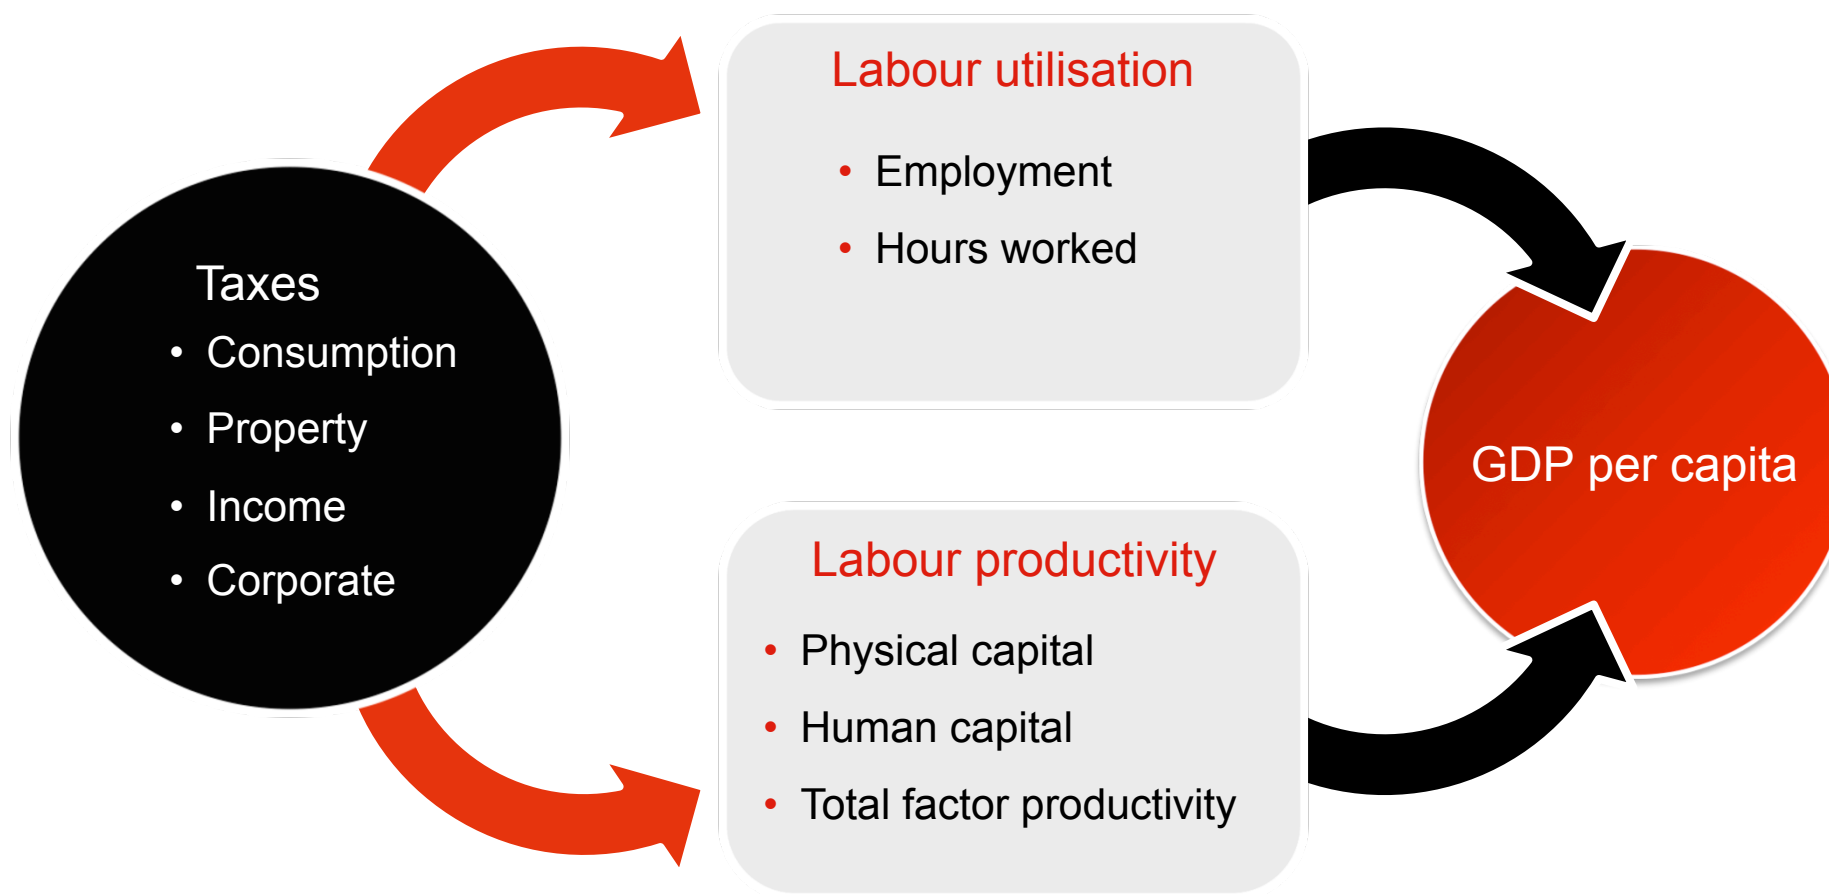 Taxes
• Consumption
• Property
• Income
• Corporate
Labour utilisation
• Employment
• Hours worked
Labour productivity
• Physical capital
• Human capital
• Total factor productivity
GDP per capita